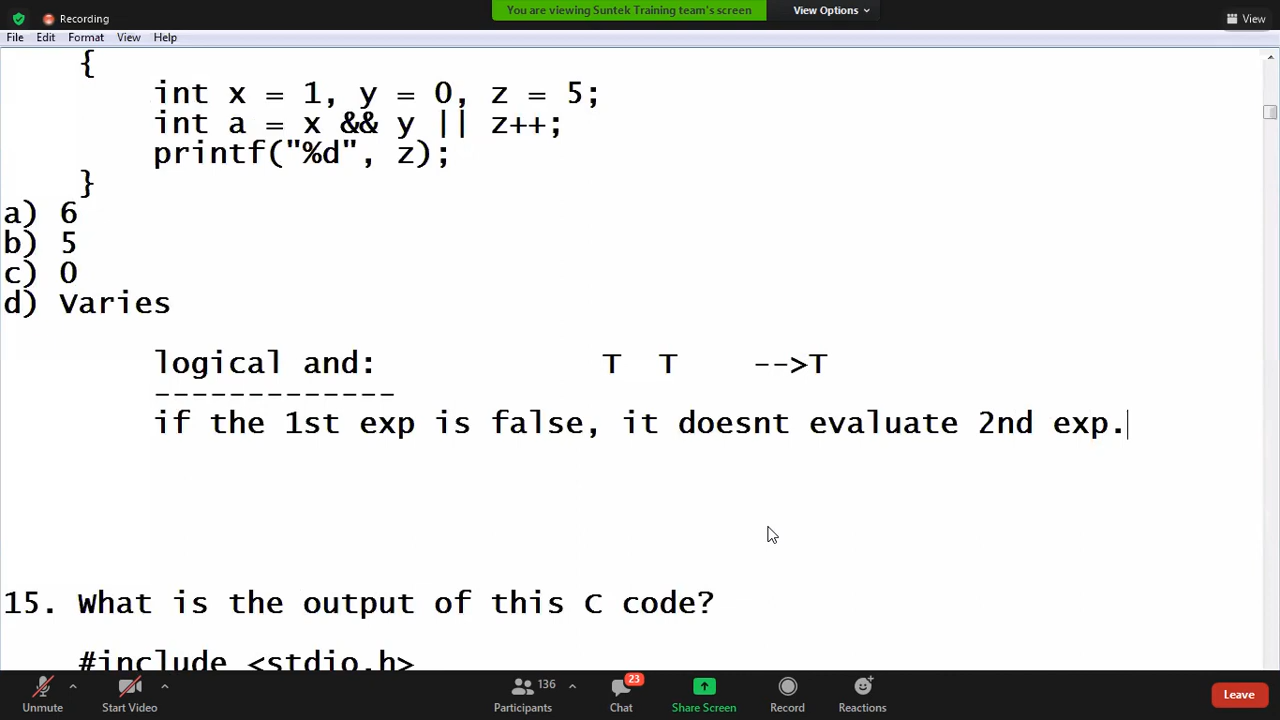 Recording
You are viewing Suntek Training team's screen
View Options
View
File Edit Format View Help
{
int x = 1, y = 0, z = 5;
int a = x && y || z++;
printf("%d", z);
}
a) 6
b) 5
c) 0
d) Varies
logical and: T T -->T
-------------
if the 1st exp is false, it doesnt evaluate 2nd exp.
15. What is the output of this C code?
#include <stdio.h>
Unmute
Start Video
136
Participants
23
Chat
Share Screen
Record
Reactions
Leave